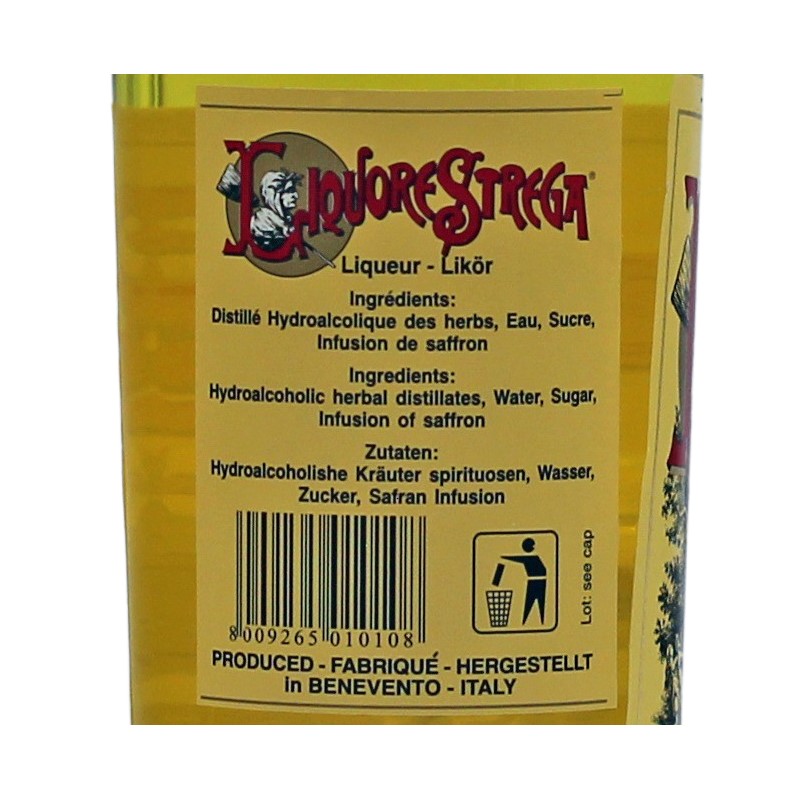 LIQUORE STREGA®
Liqueur - Likör
Ingrédients:
Distillé Hydroalcolique des herbs, Eau, Sucre,
Infusion de saffron
Ingredients:
Hydroalcoholic herbal distillates, Water, Sugar,
Infusion of saffron
Zutaten:
Hydroalcoholishe Kräuter spirituosen, Wasser,
Zucker, Safran Infusion
Lot: see cap
8 009265 010108
PRODUCED - FABRIQUÉ - HERGESTELLT
in BENEVENTO - ITALY